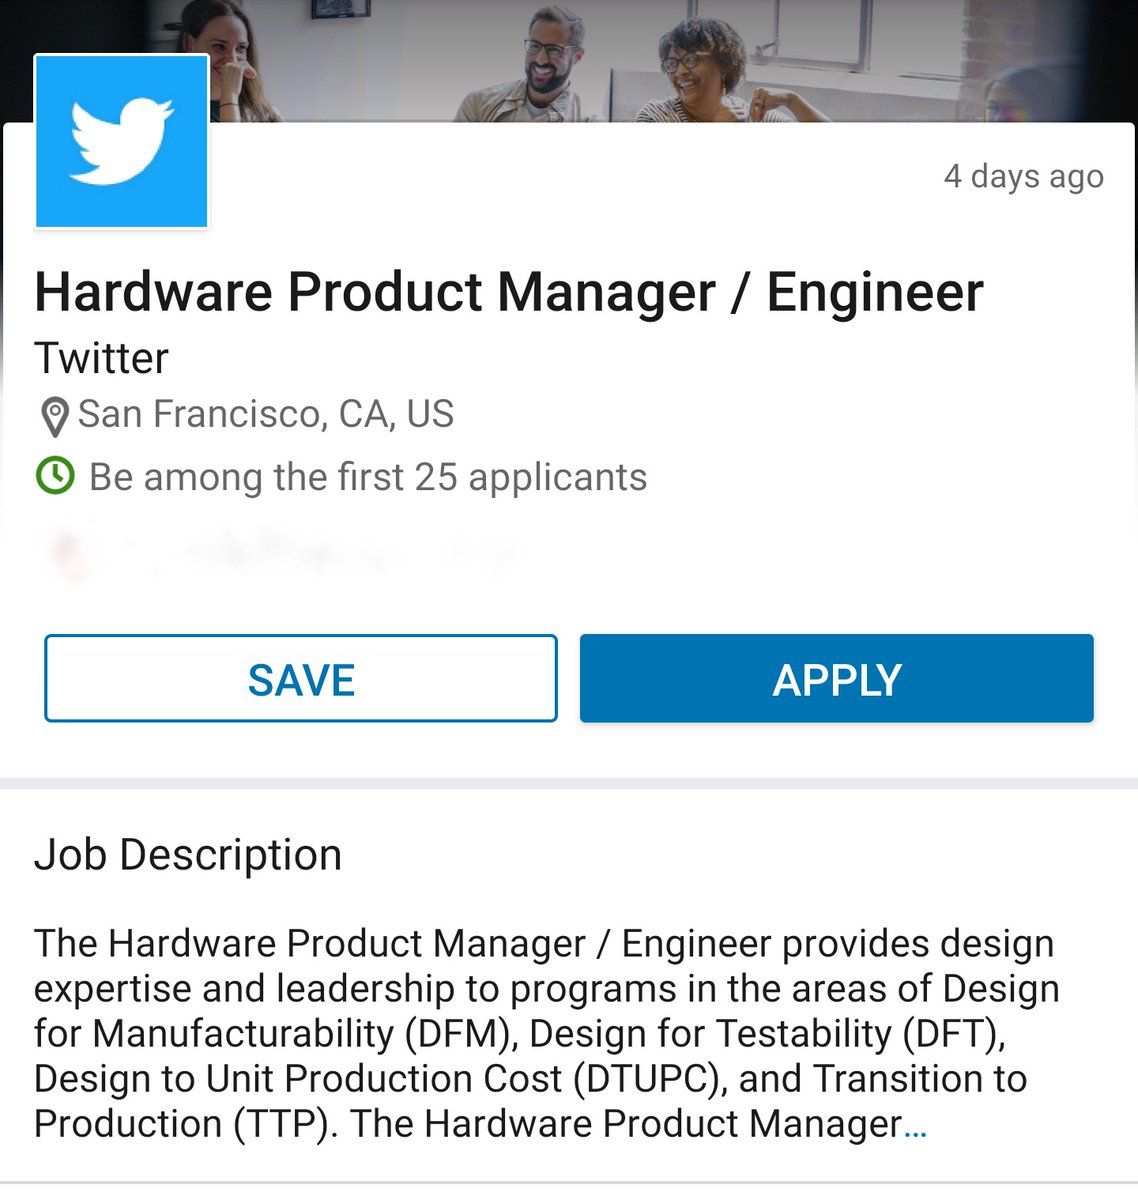 4 days ago
Hardware Product Manager / Engineer
Twitter
San Francisco, CA, US
Be among the first 25 applicants
SAVE
APPLY
Job Description
The Hardware Product Manager / Engineer provides design
expertise and leadership to programs in the areas of Design
for Manufacturability (DFM), Design for Testability (DFT),
Design to Unit Production Cost (DTUPC), and Transition to
Production (TTP). The Hardware Product Manager...